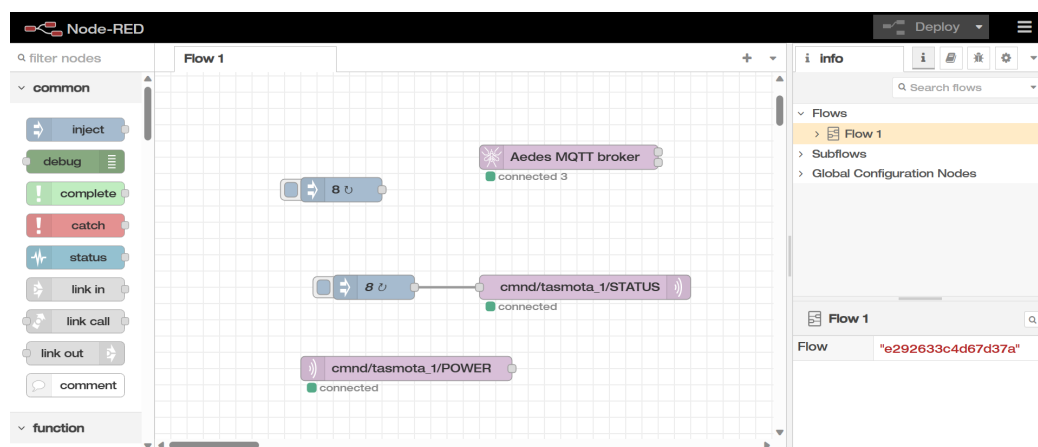 Node-RED
Deploy
filter nodes
Flow 1
i info
i
Search flows
common
inject
debug
complete
catch
status
link in
link call
link out
comment
function
Aedes MQTT broker
connected 3
8 ↻
8 ↻
cmnd/tasmota_1/STATUS
connected
cmnd/tasmota_1/POWER
connected
Flows
Flow 1
Subflows
Global Configuration Nodes
Flow 1
Flow "e292633c4d67d37a"